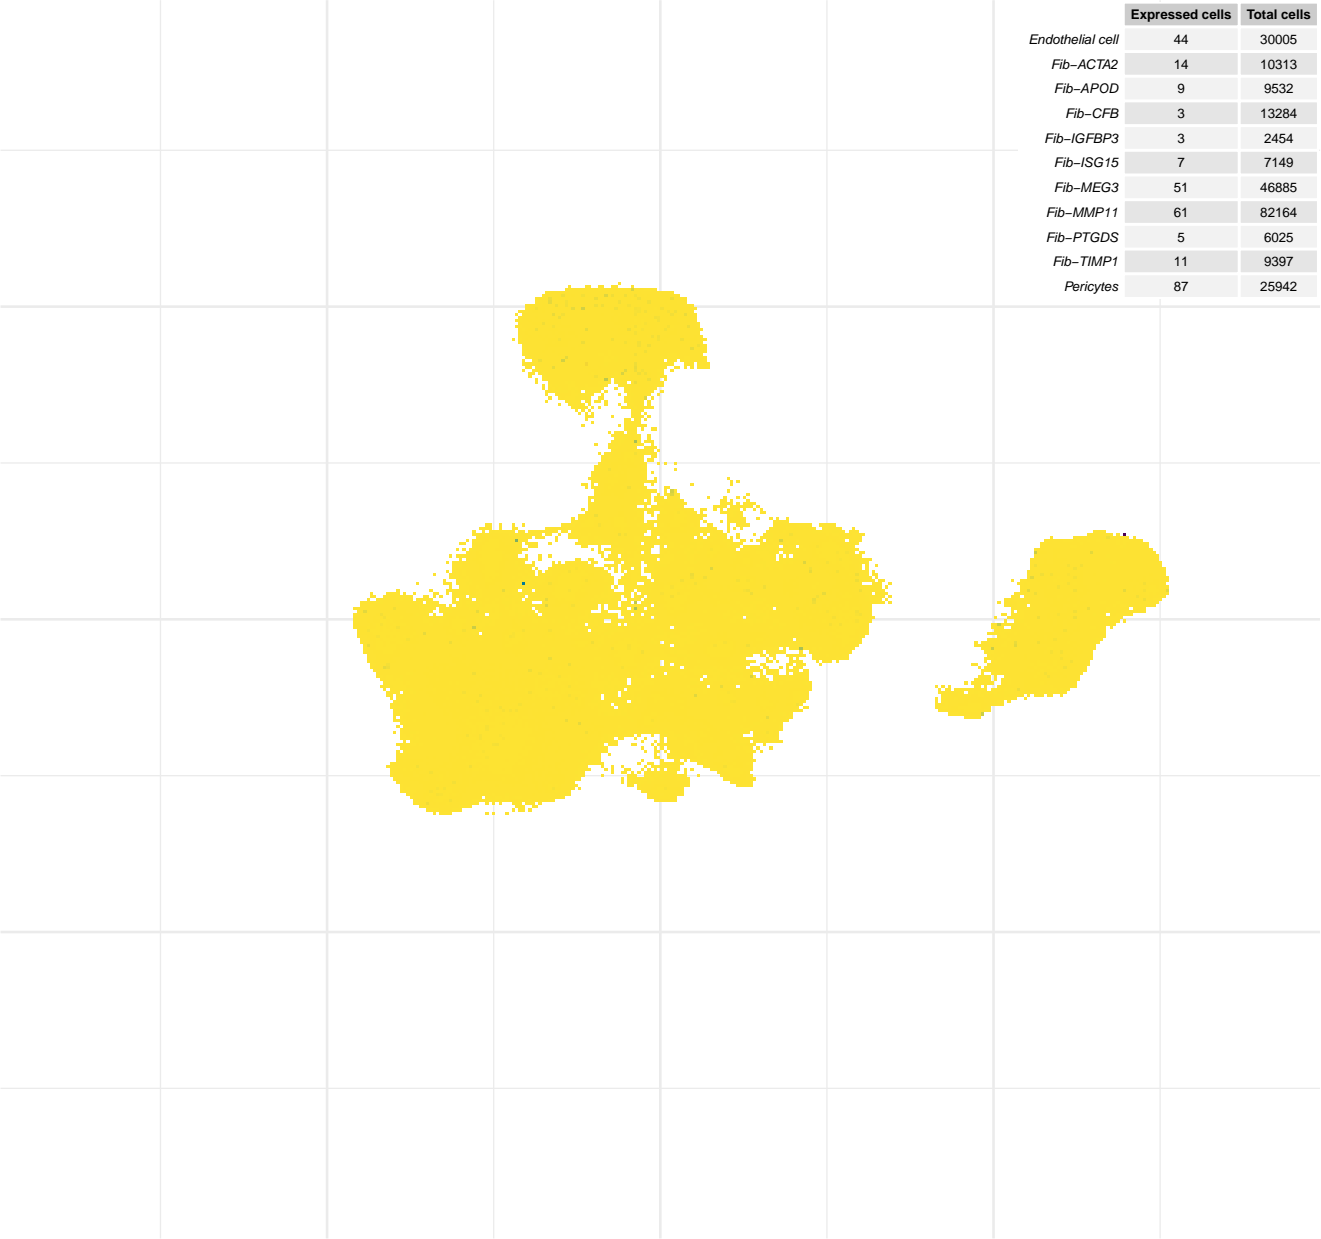 Expressed cells Total cells
Endothelial cell 44 30005
Fib−ACTA2 14 10313
Fib−APOD 9 9532
Fib−CFB 3 13284
Fib−IGFBP3 3 2454
Fib−ISG15 7 7149
Fib−MEG3 51 46885
Fib−MMP11 61 82164
Fib−PTGDS 5 6025
Fib−TIMP1 11 9397
Pericytes 87 25942